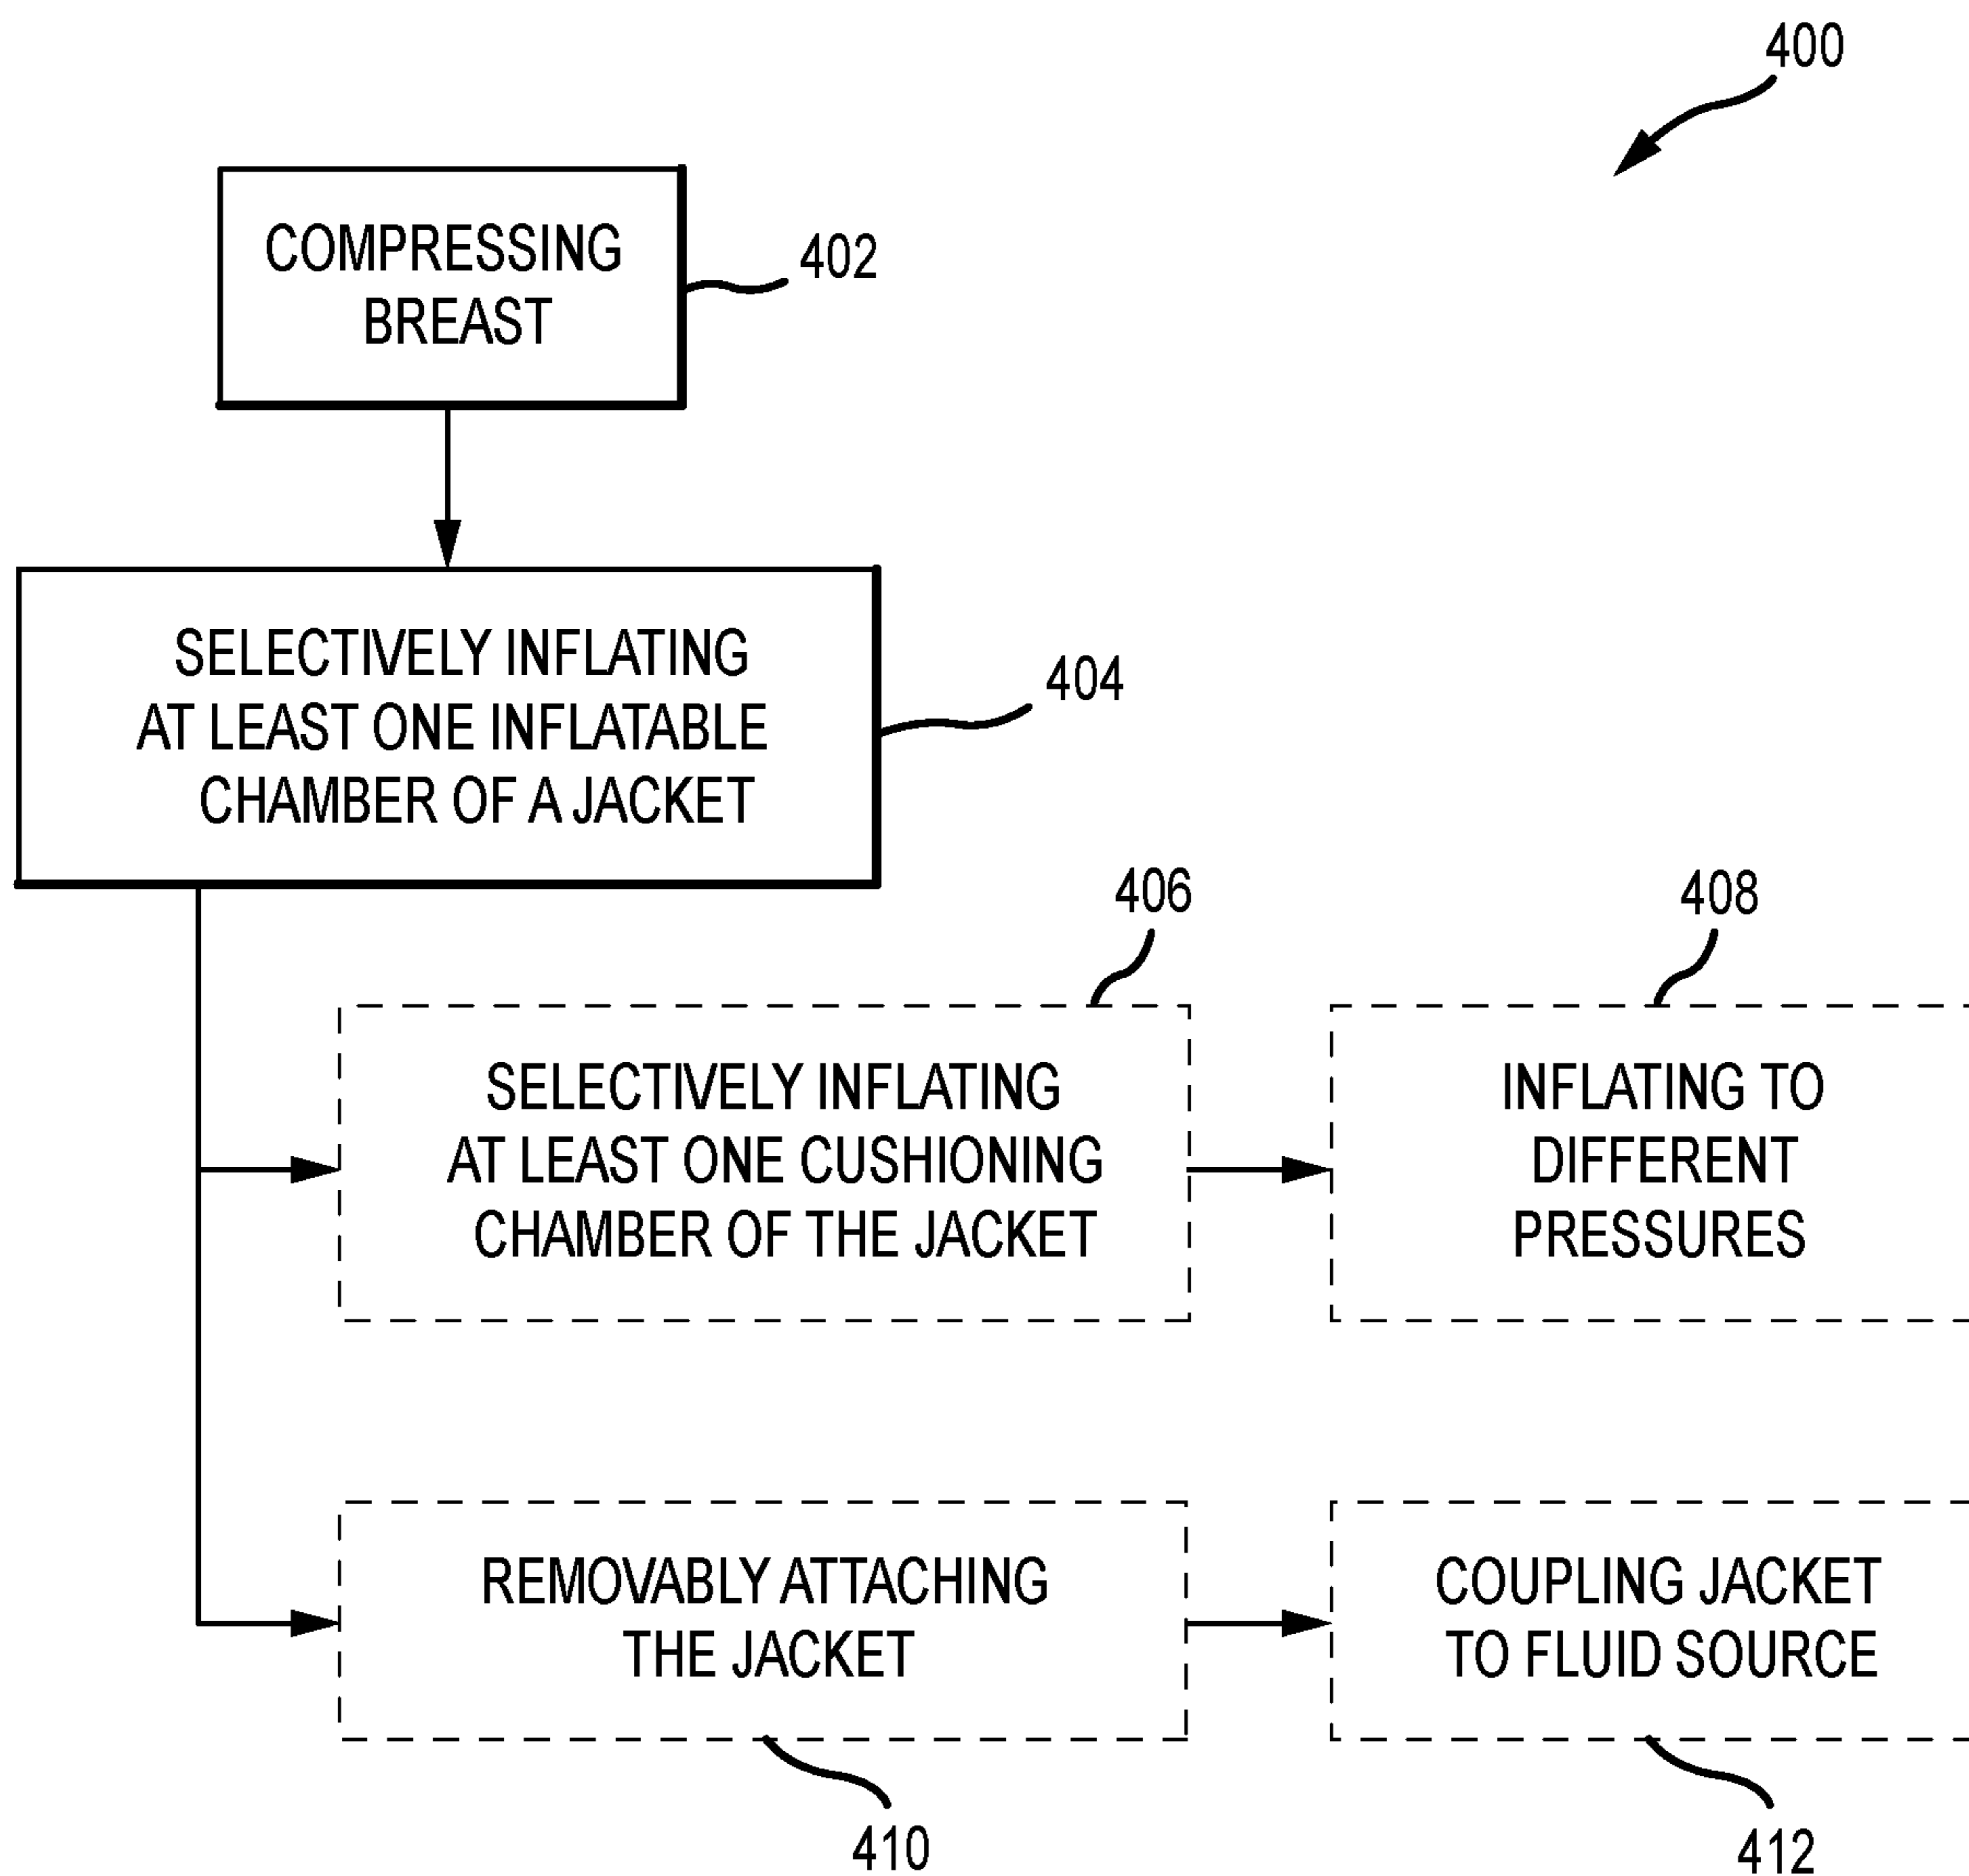 400
COMPRESSING
BREAST
402
SELECTIVELY INFLATING
AT LEAST ONE INFLATABLE
CHAMBER OF A JACKET
404
406
408
SELECTIVELY INFLATING
AT LEAST ONE CUSHIONING
CHAMBER OF THE JACKET
INFLATING TO
DIFFERENT
PRESSURES
REMOVABLY ATTACHING
THE JACKET
COUPLING JACKET
TO FLUID SOURCE
410
412